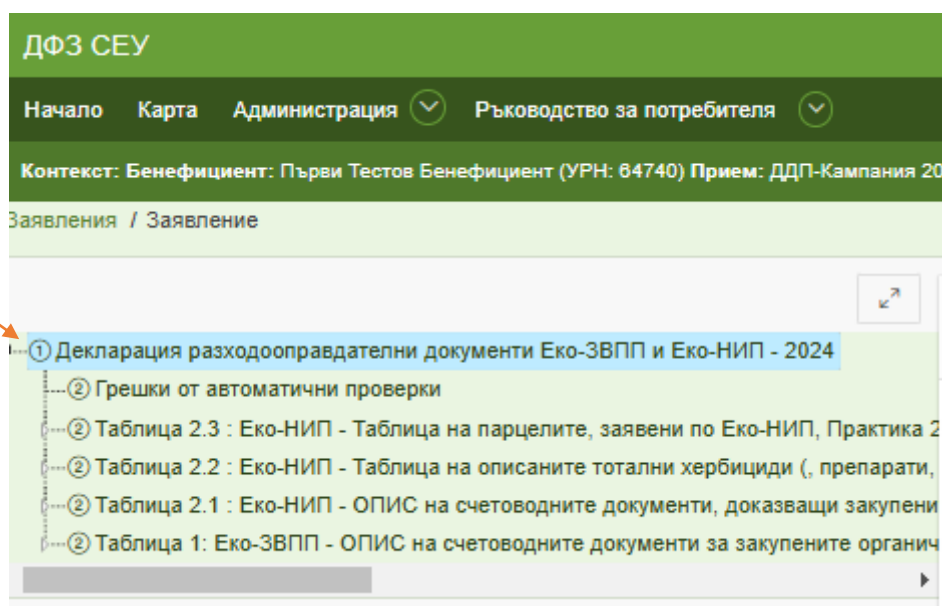 ДФЗ СЕУ
Начало Карта Администрация Ръководство за потребителя
Контекст: Бенефициент: Първи Тестов Бенефициент (УРН: 64740) Прием: ДДП-Кампания 20
Заявления / Заявление
1 Декларация разходооправдателни документи Еко-ЗВПП и Еко-НИП - 2024
2 Грешки от автоматични проверки
2 Таблица 2.3 : Еко-НИП - Таблица на парцелите, заявени по Еко-НИП, Практика 2
2 Таблица 2.2 : Еко-НИП - Таблица на описаните тотални хербициди (, препарати,
2 Таблица 2.1 : Еко-НИП - ОПИС на счетоводните документи, доказващи закупени
2 Таблица 1: Еко-ЗВПП - ОПИС на счетоводните документи за закупените органич